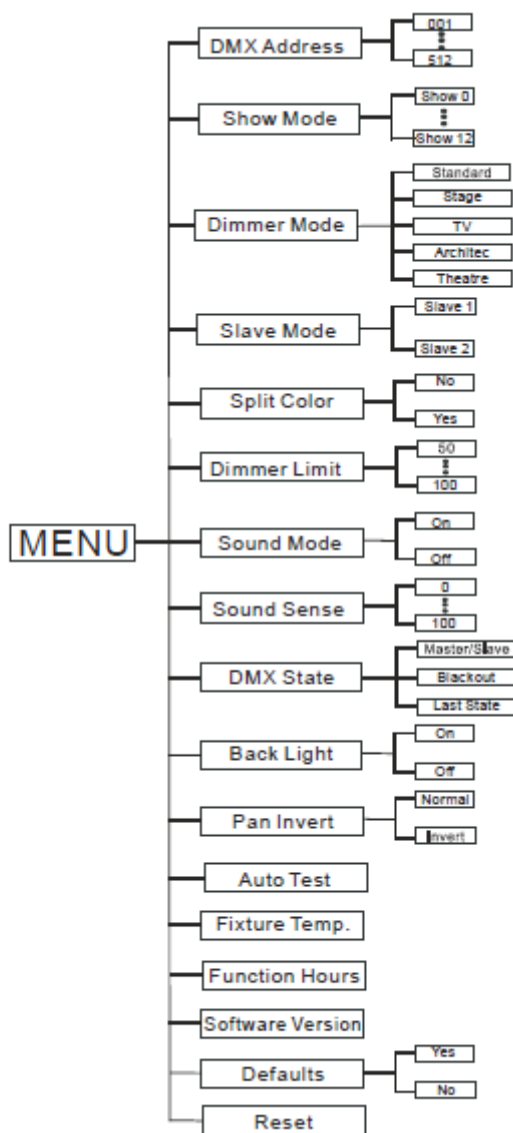 DMX Address
001
512
Show Mode
Show 0
Show 12
Dimmer Mode
Standard
Stage
TV
Architec
Theatre
Slave Mode
Slave 1
Slave 2
Split Color
No
Yes
Dimmer Limit
50
100
MENU
Sound Mode
On
Off
Sound Sense
0
100
DMX State
Master/Slave
Blackout
Last State
Back Light
On
Off
Pan Invert
Normal
Invert
Auto Test
Fixture Temp.
Function Hours
Software Version
Defaults
Yes
No
Reset